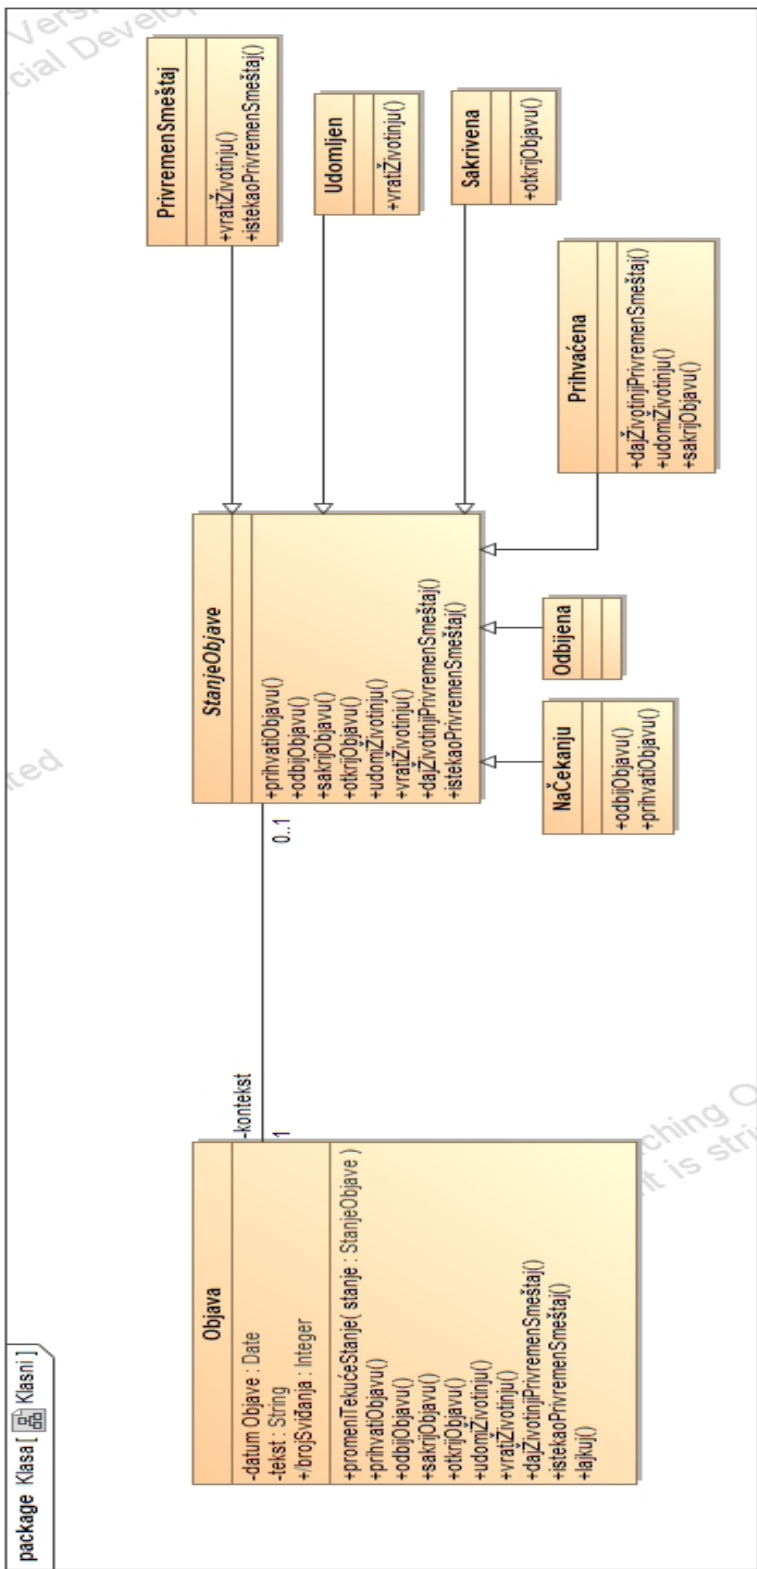 package Klasa[ Klasni ]
Objava
-datum Objave : Date
-tekst : String
+/brojSviđanja : Integer
+promeniTekućeStanje( stanje : StanjeObjave )
+prihvatiObjavu()
+odbijObjavu()
+sakrijObjavu()
+otkrijObjavu()
+udomiŽivotinju()
+vratiŽivotinju()
+dajŽivotinjiPrivremenSmeštaj()
+istekaoPrivremenSmeštaj()
+lajkuj()
-kontekst
1
0..1
StanjeObjave
+prihvatiObjavu()
+odbijObjavu()
+sakrijObjavu()
+otkrijObjavu()
+udomiŽivotinju()
+vratiŽivotinju()
+dajŽivotinjiPrivremenSmeštaj()
+istekaoPrivremenSmeštaj()
PrivremenSmeštaj
+vratiŽivotinju()
+istekaoPrivremenSmeštaj()
Udomljen
+vratiŽivotinju()
Sakrivena
+otkrijObjavu()
NaČekanju
+odbijObjavu()
+prihvatiObjavu()
Odbijena
Prihvaćena
+dajŽivotinjiPrivremenSmeštaj()
+udomiŽivotinju()
+sakrijObjavu()